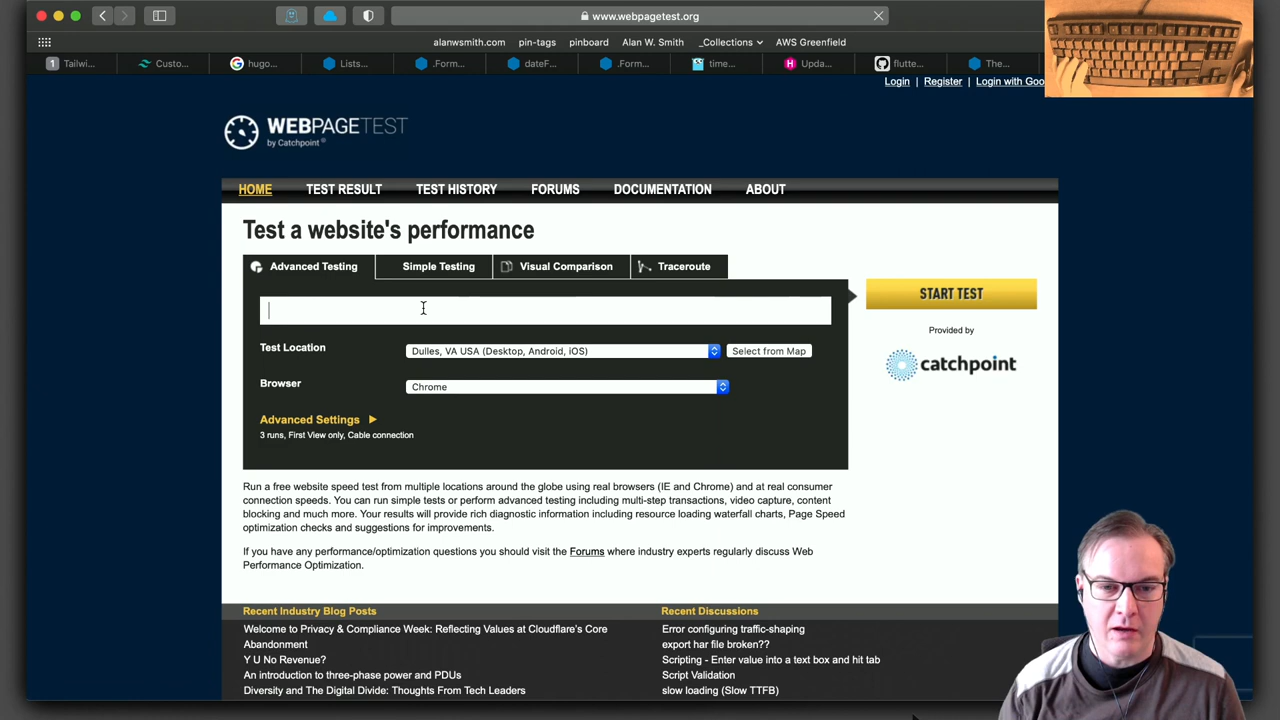 www.webpagetest.org
alanwsmith.com pin-tags pinboard Alan W. Smith _Collections AWS Greenfield
1 Tailwi... Custo... hugo... Lists... .Form... dateF... .Form... time... Upda... flutte... The...
Login | Register | Login with Goo
WEBPAGETEST
by Catchpoint
HOME TEST RESULT TEST HISTORY FORUMS DOCUMENTATION ABOUT
Test a website's performance
Advanced Testing Simple Testing Visual Comparison Traceroute
START TEST
Provided by
catchpoint
Test Location Dulles, VA USA (Desktop, Android, iOS) Select from Map
Browser Chrome
Advanced Settings
3 runs, First View only, Cable connection
Run a free website speed test from multiple locations around the globe using real browsers (IE and Chrome) and at real consumer
connection speeds. You can run simple tests or perform advanced testing including multi-step transactions, video capture, content
blocking and much more. Your results will provide rich diagnostic information including resource loading waterfall charts, Page Speed
optimization checks and suggestions for improvements.
If you have any performance/optimization questions you should visit the Forums where industry experts regularly discuss Web
Performance Optimization.
Recent Industry Blog Posts
Welcome to Privacy & Compliance Week: Reflecting Values at Cloudflare's Core
Abandonment
Y U No Revenue?
An introduction to three-phase power and PDUs
Diversity and The Digital Divide: Thoughts From Tech Leaders
Recent Discussions
Error configuring traffic-shaping
export har file broken??
Scripting - Enter value into a text box and hit tab
Script Validation
slow loading (Slow TTFB)